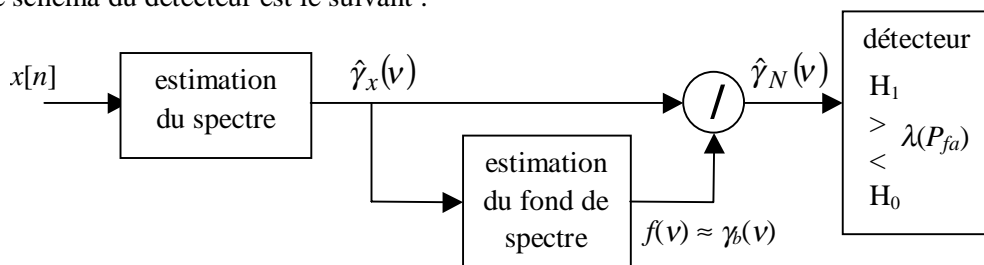 schéma du détecteur est le suivant :
x[n]
estimation
du spectre
γ̂x(ν)
/
γ̂N(ν)
estimation
du fond de
spectre
f(ν) ≈ γb(ν)
détecteur
H1
>
λ(Pfa)
<
H0